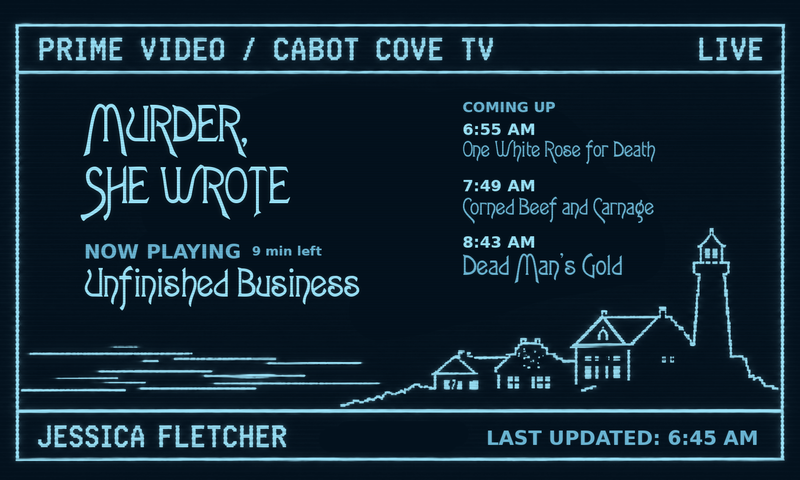 PRIME VIDEO / CABOT COVE TV
LIVE
MURDER,
SHE WROTE
NOW PLAYING 9 min left
Unfinished Business
COMING UP
6:55 AM
One White Rose for Death
7:49 AM
Corned Beef and Carnage
8:43 AM
Dead Man's Gold
JESSICA FLETCHER
LAST UPDATED: 6:45 AM